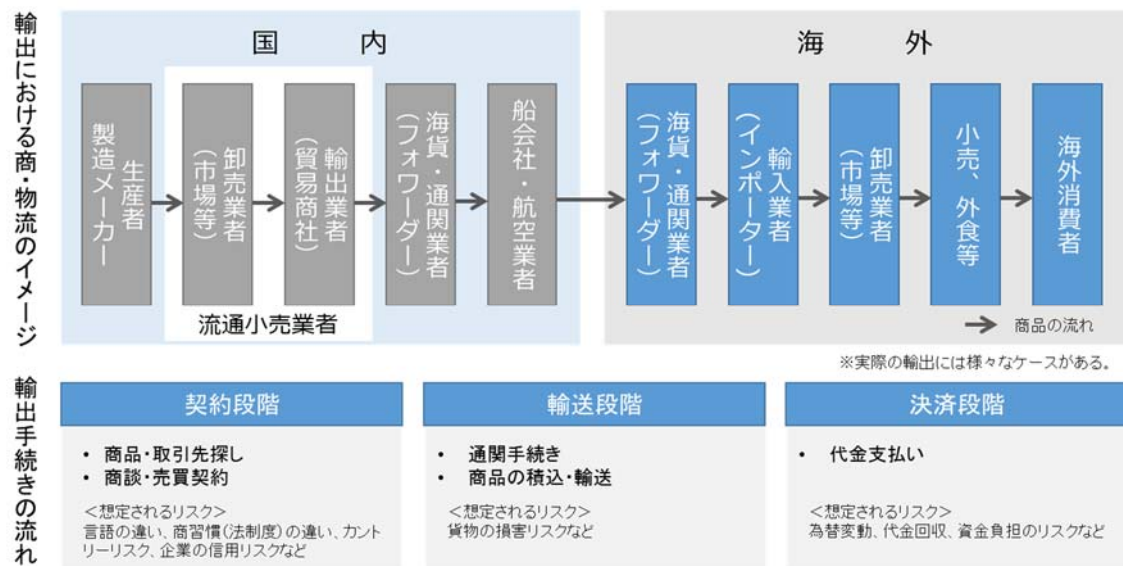 輸出における商・物流のイメージ
国　内
海　外
生産者
製造メーカー
卸売業者
(市場等)
輸出業者
(貿易商社)
海貨・通関業者
(フォワーダー)
船会社・航空業者
海貨・通関業者
(フォワーダー)
輸入業者
(インポーター)
卸売業者
(市場等)
小売、外食等
海外消費者
流通小売業者
商品の流れ
※実際の輸出には様々なケースがある。
輸出手続きの流れ
契約段階
• 商品・取引先探し
• 商談・売買契約
＜想定されるリスク＞
言語の違い、商習慣(法制度)の違い、カント
リーリスク、企業の信用リスクなど
輸送段階
• 通関手続き
• 商品の積込・輸送
＜想定されるリスク＞
貨物の損害リスクなど
決済段階
• 代金支払い
＜想定されるリスク＞
為替変動、代金回収、資金負担のリスクなど